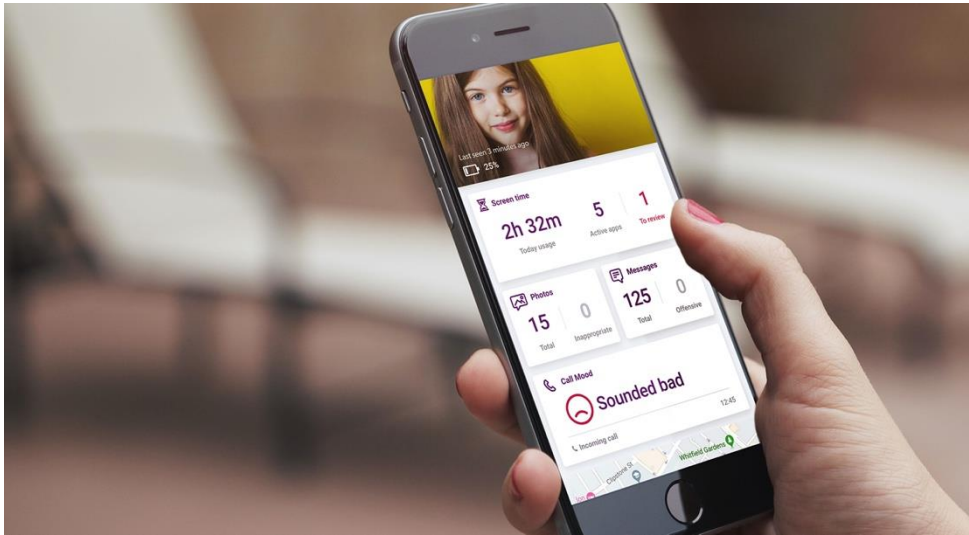 Last seen 3 minutes ago
25%
Screen time
2h 32m
Today usage
5
Active apps
1
To review
Photos
15
Total
0
Inappropriate
Messages
125
Total
0
Offensive
Call Mood
Sounded bad
Incoming call
12:45
Clipstone St
Whitfield Gardens